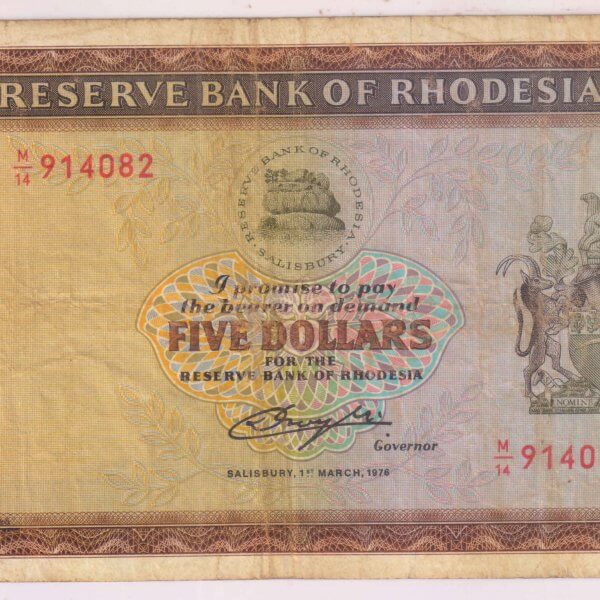 RESERVE BANK OF RHODESIA
M/14 914082
RESERVE BANK OF RHODESIA
SALISBURY
I promise to pay
the bearer on demand
FIVE DOLLARS
FOR THE
RESERVE BANK OF RHODESIA
Governor
SALISBURY, 1ST MARCH, 1976
NOMIN
M/14 9140